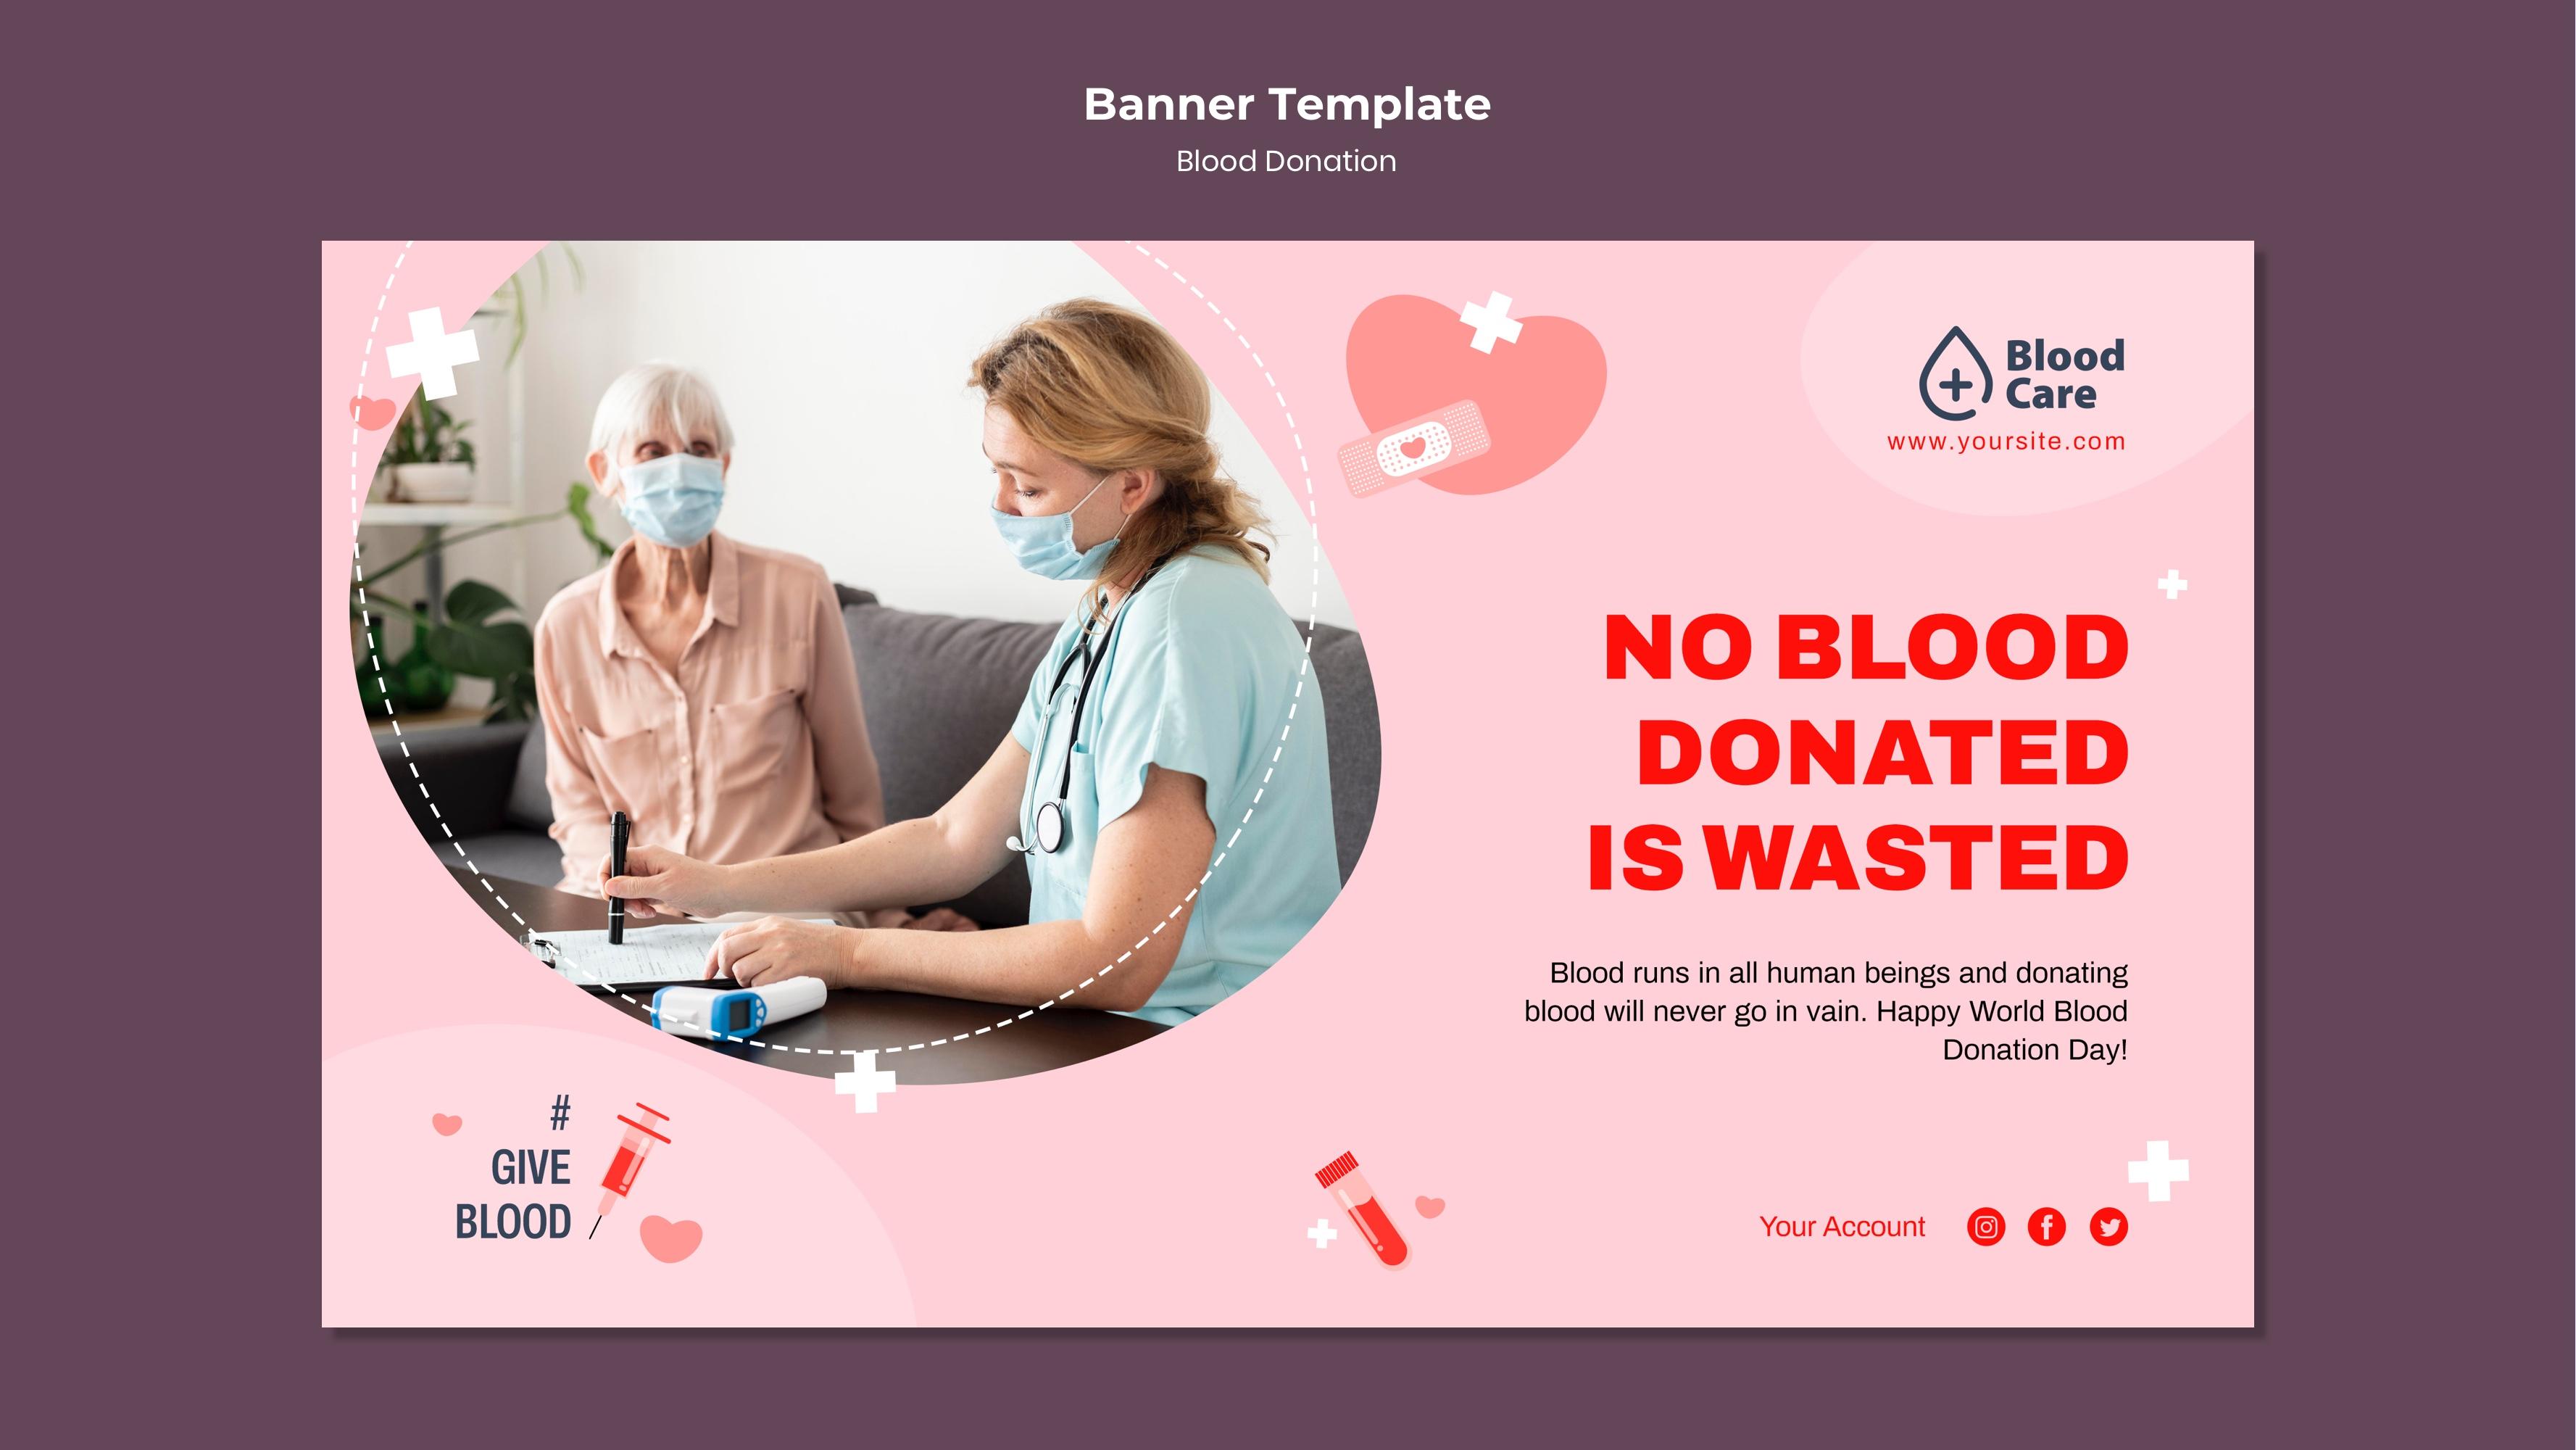 Banner Template
Blood Donation
Blood
Care
www.yoursite.com
NO BLOOD
DONATED
IS WASTED
Blood runs in all human beings and donating
blood will never go in vain. Happy World Blood
Donation Day!
#
GIVE
BLOOD
Your Account